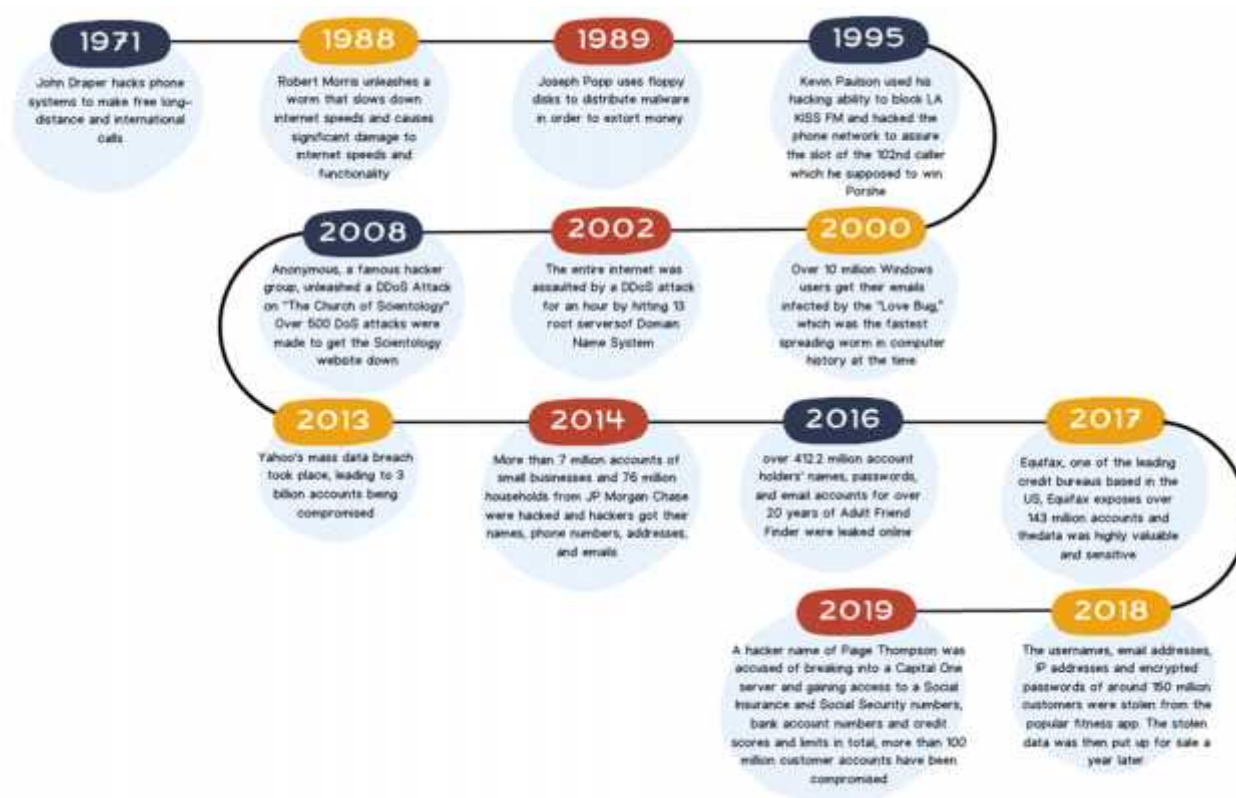 1971
John Draper hacks phone
systems to make free long-
distance and international
calls
1988
Robert Morris unleashes a
worm that slows down
internet speeds and causes
significant damage to
internet speeds and
functionality
1989
Joseph Popp uses floppy
disks to distribute malware
in order to extort money
1995
Kevin Paulson used his
hacking ability to block LA
KISS FM and hacked the
phone network to assure
the slot of the 102nd caller
which he supposed to win
Porshe
2000
Over 10 million Windows
users get their emails
infected by the "Love Bug,"
which was the fastest
spreading worm in computer
history at the time
2002
The entire internet was
assaulted by a DDoS attack
for an hour by hitting 13
root serversof Domain
Name System
2008
Anonymous, a famous hacker
group, unleashed a DDoS Attack
on "The Church of Scientology"
Over 500 DoS attacks were
made to get the Scientology
website down
2013
Yahoo's mass data breach
took place, leading to 3
billion accounts being
compromised
2014
More than 7 million accounts of
small businesses and 76 million
households from JP Morgan Chase
were hacked and hackers got their
names, phone numbers, addresses,
and emails
2016
over 412.2 million account
holders' names, passwords,
and email accounts for over
20 years of Adult Friend
Finder were leaked online
2017
Equifax, one of the leading
credit bureaus based in the
US, Equifax exposes over
143 million accounts and
thedata was highly valuable
and sensitive
2018
The usernames, email addresses,
IP addresses and encrypted
passwords of around 150 million
customers were stolen from the
popular fitness app. The stolen
data was then put up for sale a
year later
2019
A hacker name of Paige Thompson was
accused of breaking into a Capital One
server and gaining access to a Social
Insurance and Social Security numbers,
bank account numbers and credit
scores and limits in total, more than 100
million customer accounts have been
compromised